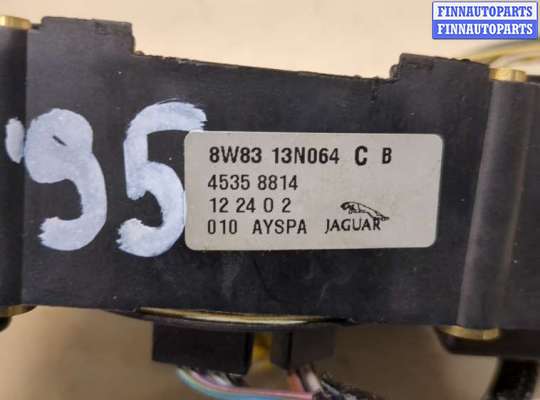 FINNAUTOPARTS
FINNAUTOPARTS
95
8W83 13N064 C B
4535 8814
12 24 0 2
010 AYSPA JAGUAR